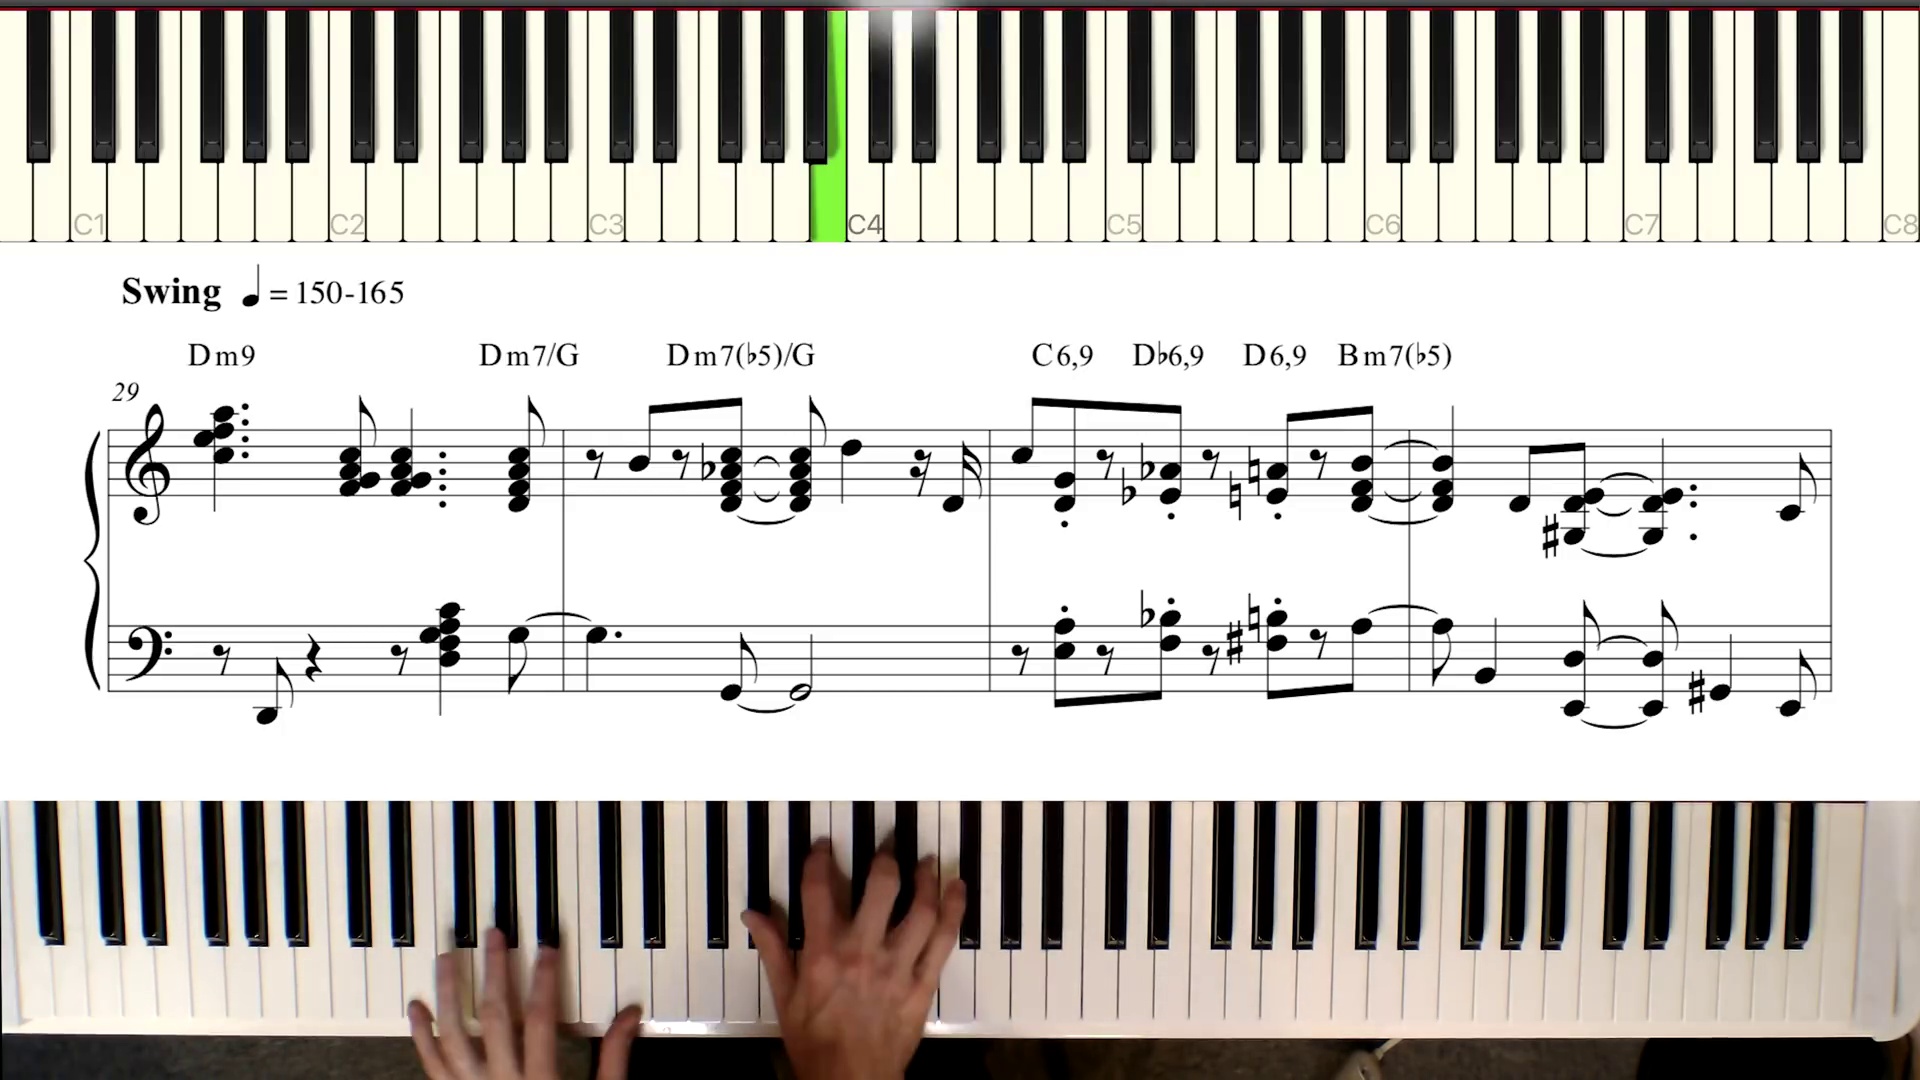 C1 C2 C3 C4 C5 C6 C7 C8
Swing ♩ = 150-165
Dm9 Dm7/G Dm7(♭5)/G C6,9 D♭6,9 D6,9 Bm7(♭5)
29